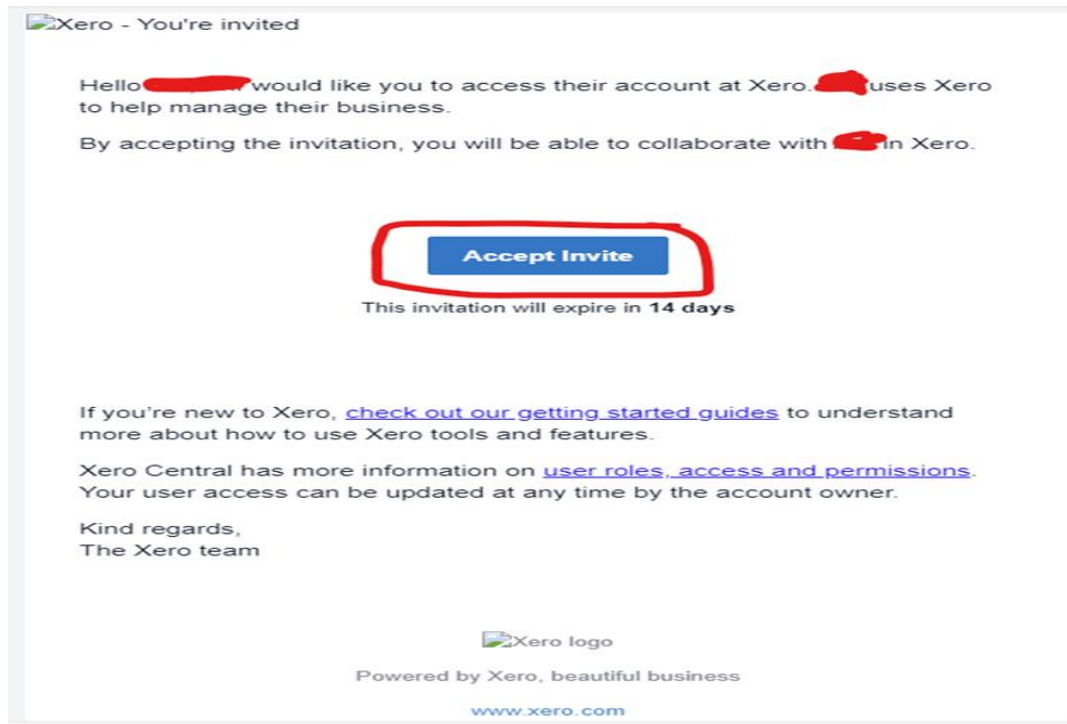 Xero - You're invited
Hello would like you to access their account at Xero. uses Xero
to help manage their business.
By accepting the invitation, you will be able to collaborate with in Xero.
Accept Invite
This invitation will expire in 14 days
If you're new to Xero, check out our getting started guides to understand
more about how to use Xero tools and features.
Xero Central has more information on user roles, access and permissions.
Your user access can be updated at any time by the account owner.
Kind regards,
The Xero team
Xero logo
Powered by Xero, beautiful business
www.xero.com